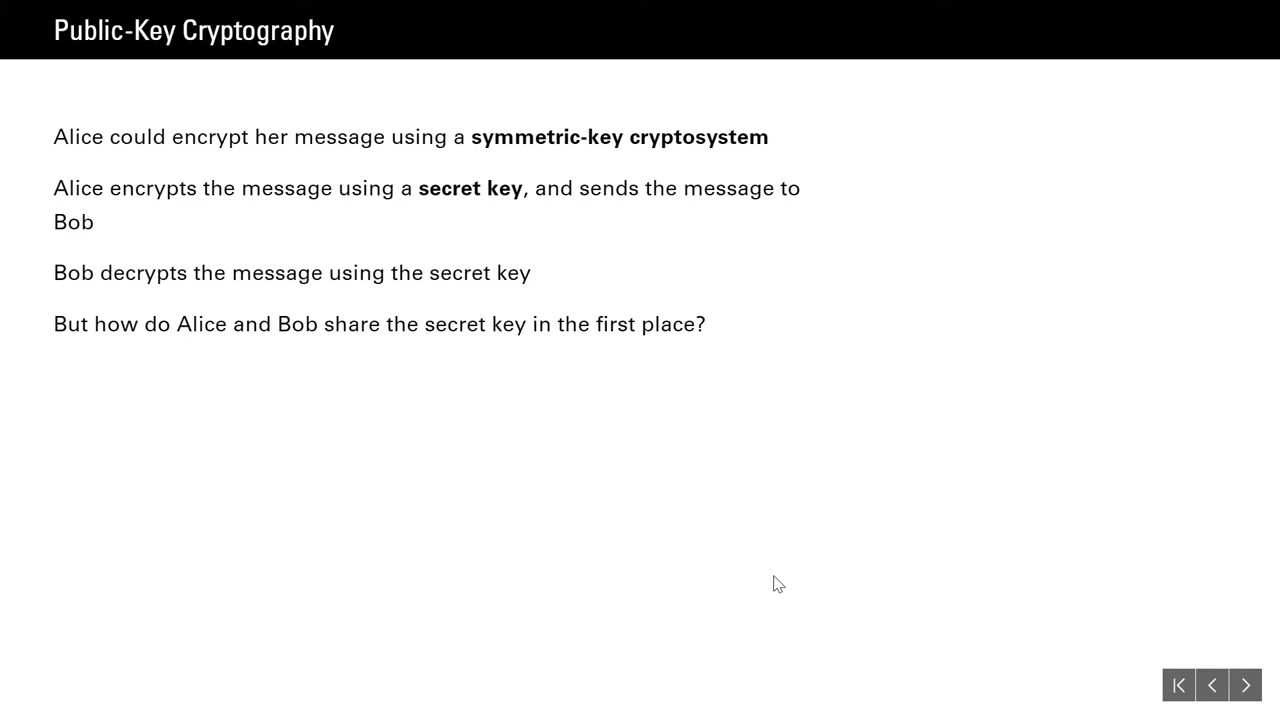 Public-Key Cryptography
Alice could encrypt her message using a symmetric-key cryptosystem
Alice encrypts the message using a secret key, and sends the message to
Bob
Bob decrypts the message using the secret key
But how do Alice and Bob share the secret key in the first place?